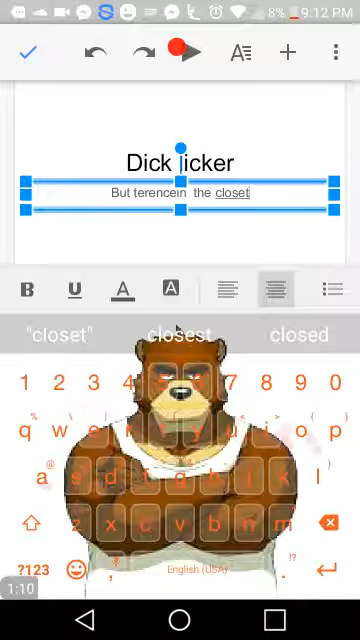 8% 9:12 PM
Dick licker
But terencein the closet
B U A A
"closet" closest closed
1 2 3 4 7 8 9 0
q w e r t y u i o p
a s d f g h j k l
z x c v b n m
?123 , English (USA) .
1:10